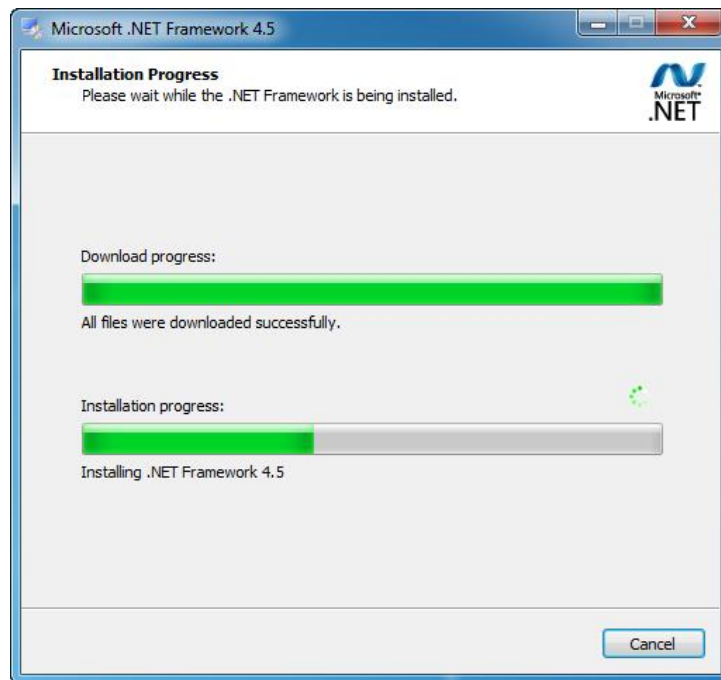 Microsoft .NET Framework 4.5
Installation Progress
Please wait while the .NET Framework is being installed.
Microsoft®
.NET
Download progress:
All files were downloaded successfully.
Installation progress:
Installing .NET Framework 4.5
Cancel